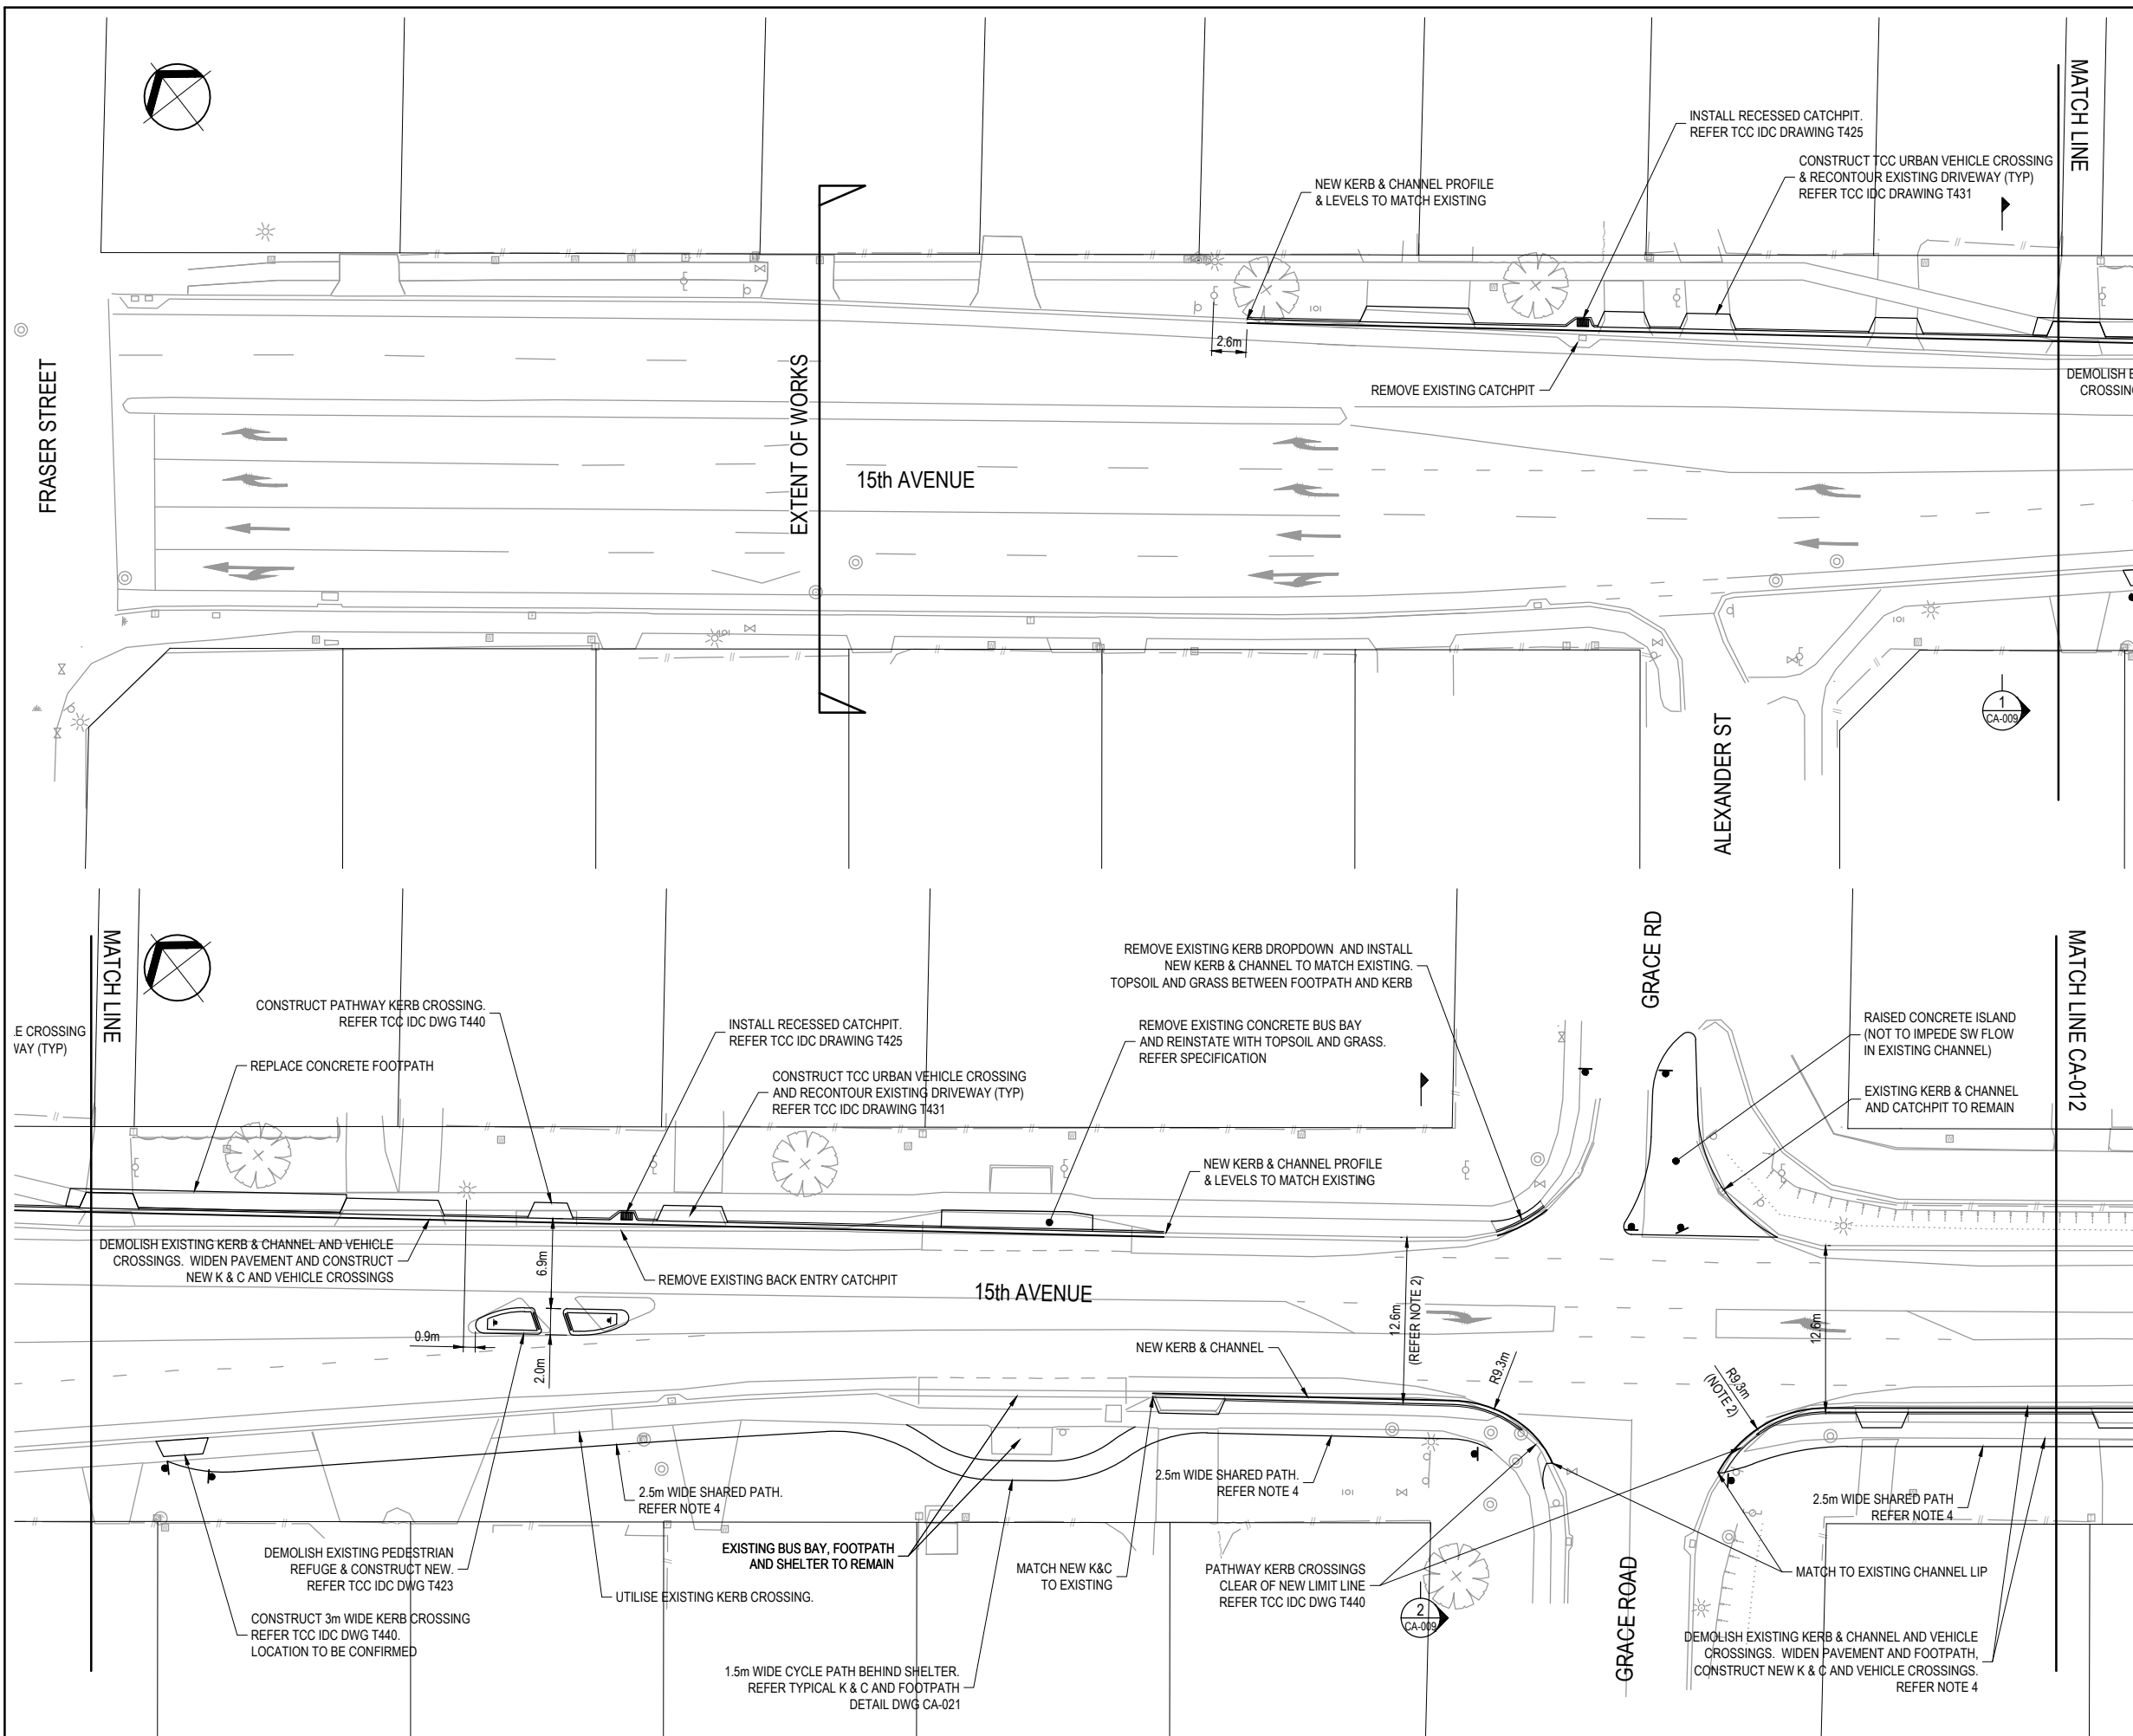 MATCH LINE
INSTALL RECESSED CATCHPIT.
REFER TCC IDC DRAWING T425
CONSTRUCT TCC URBAN VEHICLE CROSSING
& RECONTOUR EXISTING DRIVEWAY (TYP)
REFER TCC IDC DRAWING T431
NEW KERB & CHANNEL PROFILE
& LEVELS TO MATCH EXISTING
2.6m
REMOVE EXISTING CATCHPIT
DEMOLISH E
CROSSING
FRASER STREET
EXTENT OF WORKS
15th AVENUE
ALEXANDER ST
1
CA-009
MATCH LINE
CONSTRUCT PATHWAY KERB CROSSING.
REFER TCC IDC DWG T440
E CROSSING
WAY (TYP)
REPLACE CONCRETE FOOTPATH
INSTALL RECESSED CATCHPIT.
REFER TCC IDC DRAWING T425
CONSTRUCT TCC URBAN VEHICLE CROSSING
AND RECONTOUR EXISTING DRIVEWAY (TYP)
REFER TCC IDC DRAWING T431
REMOVE EXISTING KERB DROPDOWN AND INSTALL
NEW KERB & CHANNEL TO MATCH EXISTING.
TOPSOIL AND GRASS BETWEEN FOOTPATH AND KERB
REMOVE EXISTING CONCRETE BUS BAY
AND REINSTATE WITH TOPSOIL AND GRASS.
REFER SPECIFICATION
NEW KERB & CHANNEL PROFILE
& LEVELS TO MATCH EXISTING
GRACE RD
RAISED CONCRETE ISLAND
(NOT TO IMPEDE SW FLOW
IN EXISTING CHANNEL)
EXISTING KERB & CHANNEL
AND CATCHPIT TO REMAIN
MATCH LINE CA-012
DEMOLISH EXISTING KERB & CHANNEL AND VEHICLE
CROSSINGS. WIDEN PAVEMENT AND CONSTRUCT
NEW K & C AND VEHICLE CROSSINGS
6.9m
REMOVE EXISTING BACK ENTRY CATCHPIT
15th AVENUE
0.9m
2.0m
12.6m
(REFER NOTE 2)
12.6m
NEW KERB & CHANNEL
R9.3m
R9.3m
(NOTE 2)
2.5m WIDE SHARED PATH.
REFER NOTE 4
2.5m WIDE SHARED PATH.
REFER NOTE 4
2.5m WIDE SHARED PATH
REFER NOTE 4
DEMOLISH EXISTING PEDESTRIAN
REFUGE & CONSTRUCT NEW.
REFER TCC IDC DWG T423
EXISTING BUS BAY, FOOTPATH
AND SHELTER TO REMAIN
MATCH NEW K&C
TO EXISTING
PATHWAY KERB CROSSINGS
CLEAR OF NEW LIMIT LINE
REFER TCC IDC DWG T440
MATCH TO EXISTING CHANNEL LIP
UTILISE EXISTING KERB CROSSING.
CONSTRUCT 3m WIDE KERB CROSSING
REFER TCC IDC DWG T440.
LOCATION TO BE CONFIRMED
2
CA-009
GRACE ROAD
1.5m WIDE CYCLE PATH BEHIND SHELTER.
REFER TYPICAL K & C AND FOOTPATH
DETAIL DWG CA-021
DEMOLISH EXISTING KERB & CHANNEL AND VEHICLE
CROSSINGS. WIDEN PAVEMENT AND FOOTPATH,
CONSTRUCT NEW K & C AND VEHICLE CROSSINGS.
REFER NOTE 4